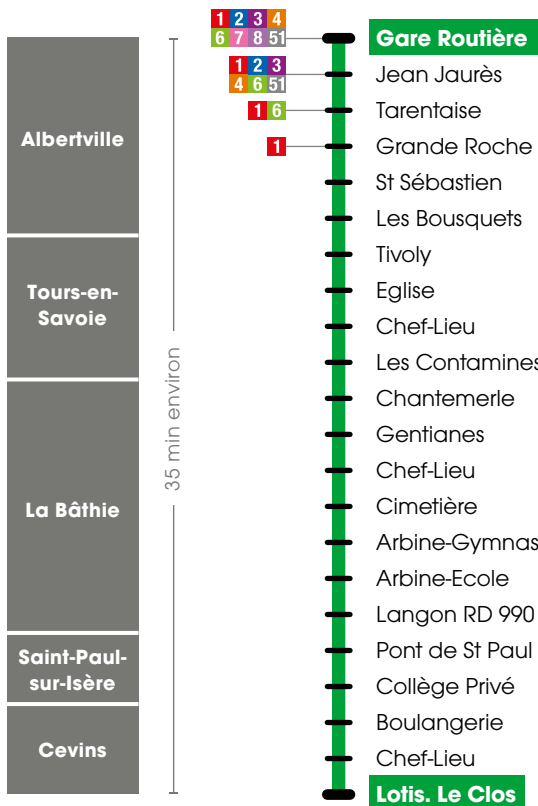 1 2 3 4
6 7 8 51
Gare Routière
1 2 3
4 6 51
Jean Jaurès
1 6
Tarentaise
1
Grande Roche
St Sébastien
Les Bousquets
Albertville
Tivoly
Eglise
Chef-Lieu
Les Contamines
Tours-en-
Savoie
35 min environ
Chantemerle
Gentianes
Chef-Lieu
Cimetière
Arbine-Gymnas
Arbine-Ecole
Langon RD 990
La Bâthie
Pont de St Paul
Collège Privé
Saint-Paul-
sur-Isère
Boulangerie
Chef-Lieu
Lotis. Le Clos
Cevins